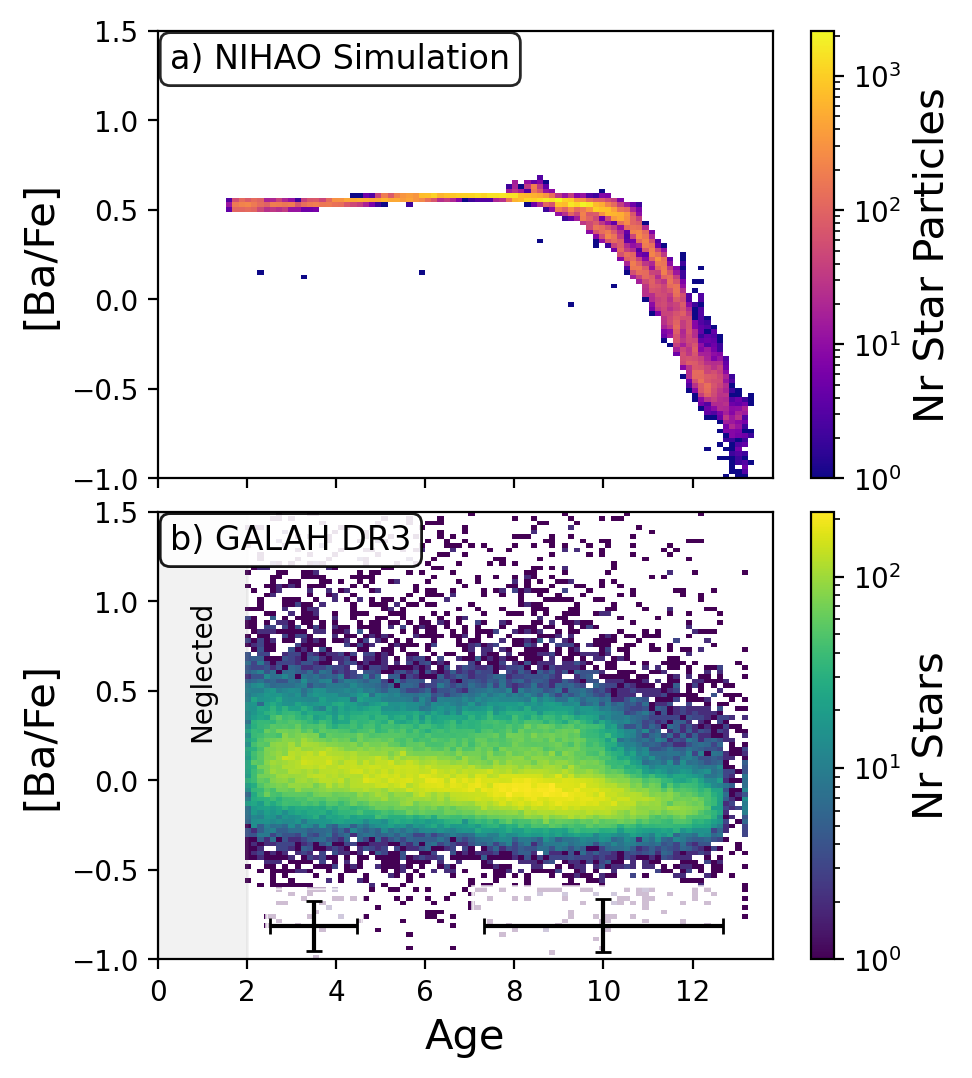 a) NIHAO Simulation
1.5
1.0
0.5
0.0
−0.5
−1.0
[Ba/Fe]
10³
10²
10¹
10⁰
Nr Star Particles
b) GALAH DR3
Neglected
1.5
1.0
0.5
0.0
−0.5
−1.0
[Ba/Fe]
0 2 4 6 8 10 12
Age
10²
10¹
10⁰
Nr Stars